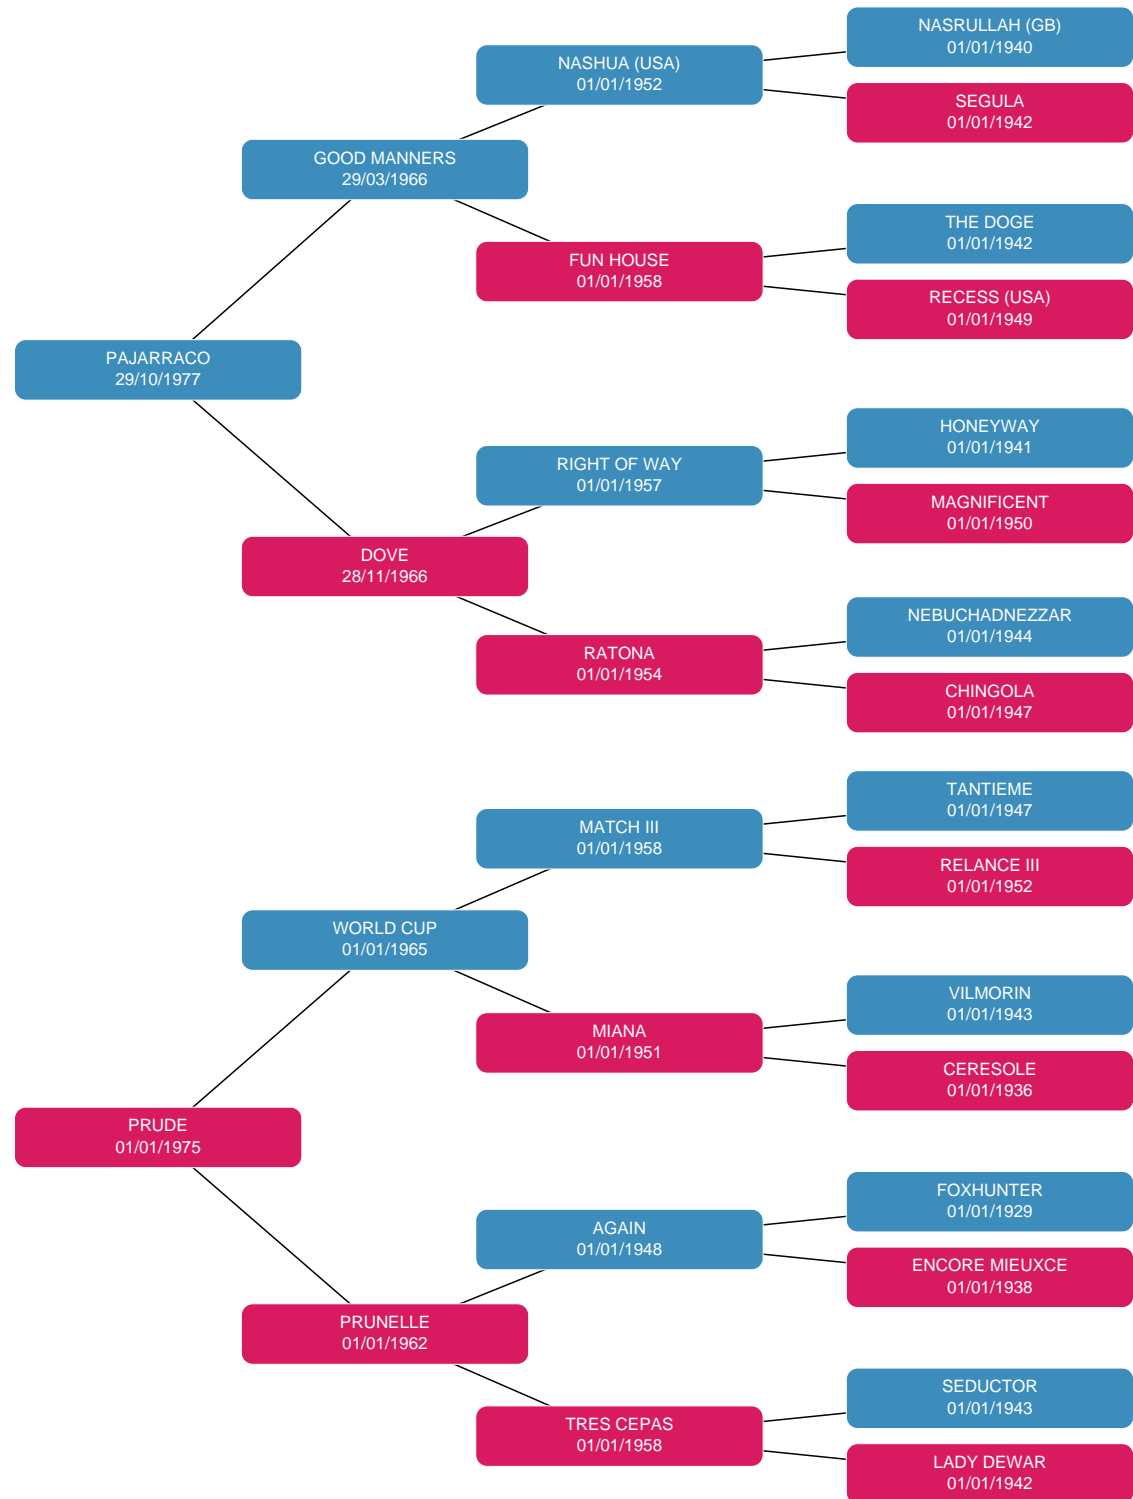 NASRULLAH (GB)
01/01/1940
NASHUA (USA)
01/01/1952
SEGULA
01/01/1942
GOOD MANNERS
29/03/1966
THE DOGE
01/01/1942
FUN HOUSE
01/01/1958
RECESS (USA)
01/01/1949
PAJARRACO
29/10/1977
HONEYWAY
01/01/1941
RIGHT OF WAY
01/01/1957
MAGNIFICENT
01/01/1950
DOVE
28/11/1966
NEBUCHADNEZZAR
01/01/1944
RATONA
01/01/1954
CHINGOLA
01/01/1947
TANTIEME
01/01/1947
MATCH III
01/01/1958
RELANCE III
01/01/1952
WORLD CUP
01/01/1965
VILMORIN
01/01/1943
MIANA
01/01/1951
CERESOLE
01/01/1936
PRUDE
01/01/1975
FOXHUNTER
01/01/1929
AGAIN
01/01/1948
ENCORE MIEUXCE
01/01/1938
PRUNELLE
01/01/1962
SEDUCTOR
01/01/1943
TRES CEPAS
01/01/1958
LADY DEWAR
01/01/1942